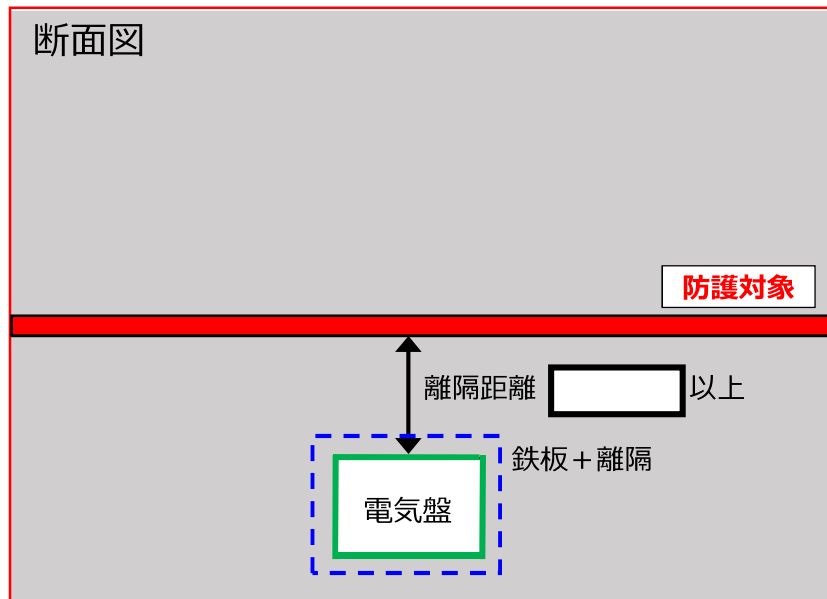 断面図
防護対象
離隔距離 以上
鉄板＋離隔
電気盤